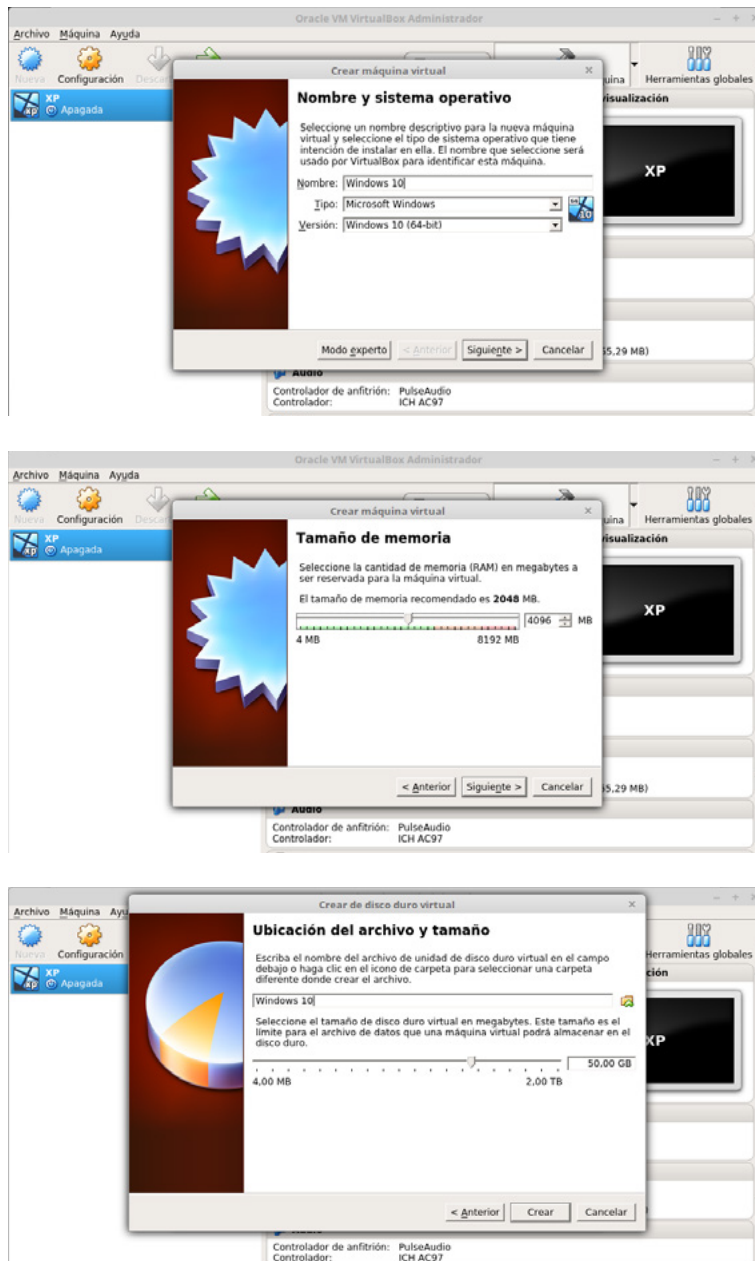 Oracle VM VirtualBox Administrador
Archivo Máquina Ayuda
Nueva Configuración Herramientas globales
XP
Apagada
XP
Crear máquina virtual
Nombre y sistema operativo
Seleccione un nombre descriptivo para la nueva máquina
virtual y seleccione el tipo de sistema operativo que tiene
intención de instalar en ella. El nombre que seleccione será
usado por VirtualBox para identificar esta máquina.
Nombre: Windows 10
Tipo: Microsoft Windows
Versión: Windows 10 (64-bit)
Modo experto < Anterior Siguiente > Cancelar
5,29 MB)
Audio
Controlador de anfitrión: PulseAudio
Controlador: ICH AC97
Oracle VM VirtualBox Administrador
Archivo Máquina Ayuda
Nueva Configuración Herramientas globales
XP
Apagada
XP
Crear máquina virtual
Tamaño de memoria
Seleccione la cantidad de memoria (RAM) en megabytes a
ser reservada para la máquina virtual.
El tamaño de memoria recomendado es 2048 MB.
4096 MB
4 MB 8192 MB
< Anterior Siguiente > Cancelar
5,29 MB)
Audio
Controlador de anfitrión: PulseAudio
Controlador: ICH AC97
Archivo Máquina
Nueva Configuración Herramientas globales
XP
Apagada
XP
Crear de disco duro virtual
Ubicación del archivo y tamaño
Escriba el nombre del archivo de unidad de disco duro virtual en el campo
debajo o haga clic en el icono de carpeta para seleccionar una carpeta
diferente donde crear el archivo.
Windows 10
Seleccione el tamaño de disco duro virtual en megabytes. Este tamaño es el
límite para el archivo de datos que una máquina virtual podrá almacenar en el
disco duro.
50,00 GB
4,00 MB 2,00 TB
< Anterior Crear Cancelar
Controlador de anfitrión: PulseAudio
Controlador: ICH AC97